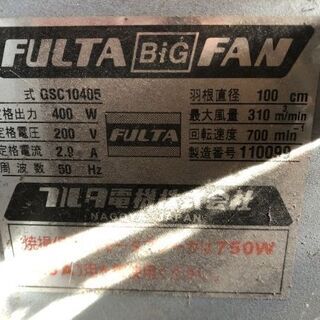 FULTA BiG FAN
式 GSC10405
羽根直径 100 cm
定格出力 400 W
最大風量 310 m³/min
定格電圧 200 V
FULTA
回転速度 700 min⁻¹
定格電流 2.9 A
製造番号
周波数 50 Hz
フルタ電機株式会社
NAGOYA JAPAN
750W